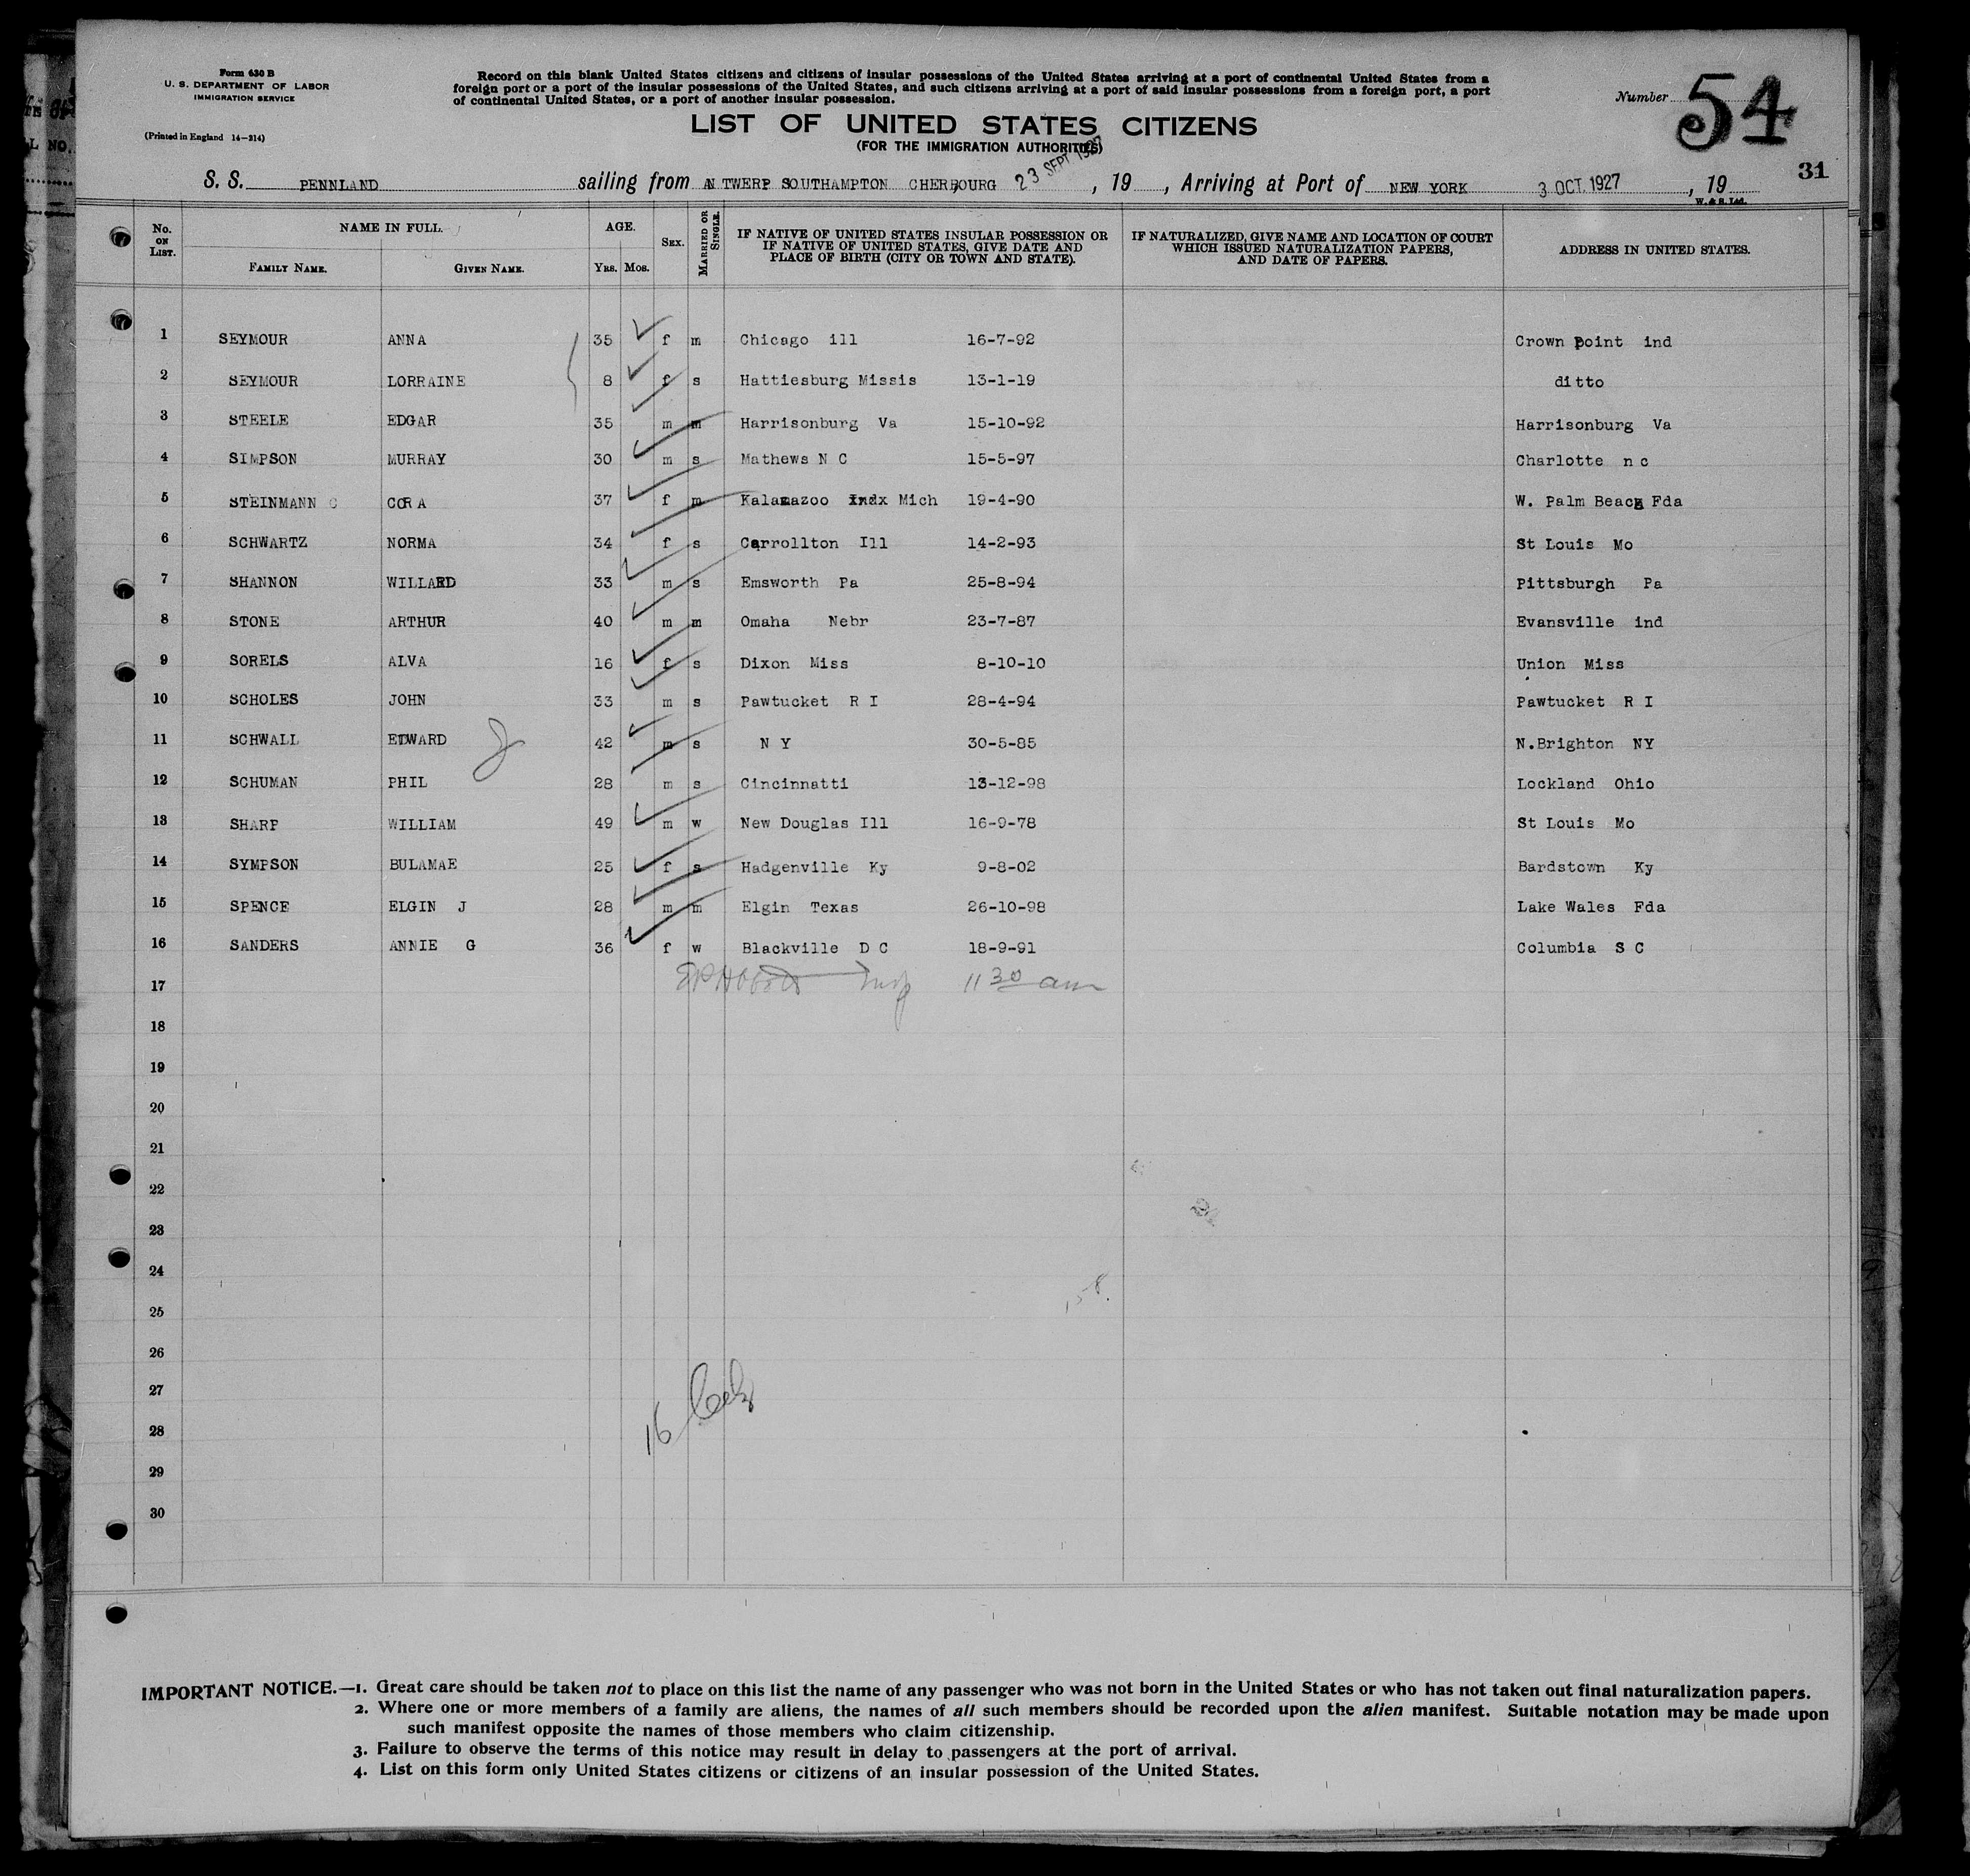 Form 630 B
U. S. DEPARTMENT OF LABOR
IMMIGRATION SERVICE
(Printed in England 14—214)
Record on this blank United States citizens and citizens of insular possessions of the United States arriving at a port of continental United States from a
foreign port or a port of the insular possessions of the United States, and such citizens arriving at a port of said insular possessions from a foreign port, a port
of continental United States, or a port of another insular possession.
Number 54
LIST OF UNITED STATES CITIZENS
(FOR THE IMMIGRATION AUTHORITIES)
31
S. S. PENNLAND sailing from AN TWERP SOUTHAMPTON CHERBOURG 23 SEPT 1927, 19 , Arriving at Port of NEW YORK 3 OCT. 1927, 19
W. & S. Ltd.
No. ON LIST. NAME IN FULL. FAMILY NAME. GIVEN NAME. AGE. YRS. MOS. SEX. MARRIED OR SINGLE. IF NATIVE OF UNITED STATES INSULAR POSSESSION OR IF NATIVE OF UNITED STATES, GIVE DATE AND PLACE OF BIRTH (CITY OR TOWN AND STATE). IF NATURALIZED, GIVE NAME AND LOCATION OF COURT WHICH ISSUED NATURALIZATION PAPERS, AND DATE OF PAPERS. ADDRESS IN UNITED STATES.
1 SEYMOUR ANNA 35 f m Chicago ill 16-7-92 Crown Point ind
2 SEYMOUR LORRAINE 8 f s Hattiesburg Missis 13-1-19 ditto
3 STEELE EDGAR 35 m m Harrisonburg Va 15-10-92 Harrisonburg Va
4 SIMPSON MURRAY 30 m s Mathews N C 15-5-97 Charlotte n c
5 STEINMANN C CORA 37 f m Kalamazoo Indx Mich 19-4-90 W. Palm Beacg Fda
6 SCHWARTZ NORMA 34 f s Carrollton Ill 14-2-93 St Louis Mo
7 SHANNON WILLARD 33 m s Emsworth Pa 25-8-94 Pittsburgh Pa
8 STONE ARTHUR 40 m m Omaha Nebr 23-7-87 Evansville ind
9 SORELS ALVA 16 f s Dixon Miss 8-10-10 Union Miss
10 SCHOLES JOHN 33 m s Pawtucket R I 28-4-94 Pawtucket R I
11 SCHWALL EDWARD 42 m s N Y 30-5-85 N.Brighton NY
12 SCHUMAN PHIL 28 m s Cincinnatti 13-12-98 Lockland Ohio
13 SHARP WILLIAM 49 m w New Douglas Ill 16-9-78 St Louis Mo
14 SYMPSON BULAMAE 25 f s Hadgenville Ky 9-8-02 Bardstown Ky
15 SPENCE ELGIN J 28 m m Elgin Texas 26-10-98 Lake Wales Fda
16 SANDERS ANNIE G 36 f w Blackville D C 18-9-91 Columbia S C
17 Insp 11 30 am
18
19
20
21
22
23
24
25
26
27
28 16
29
30
IMPORTANT NOTICE.—1. Great care should be taken not to place on this list the name of any passenger who was not born in the United States or who has not taken out final naturalization papers.
2. Where one or more members of a family are aliens, the names of all such members should be recorded upon the alien manifest. Suitable notation may be made upon
such manifest opposite the names of those members who claim citizenship.
3. Failure to observe the terms of this notice may result in delay to passengers at the port of arrival.
4. List on this form only United States citizens or citizens of an insular possession of the United States.